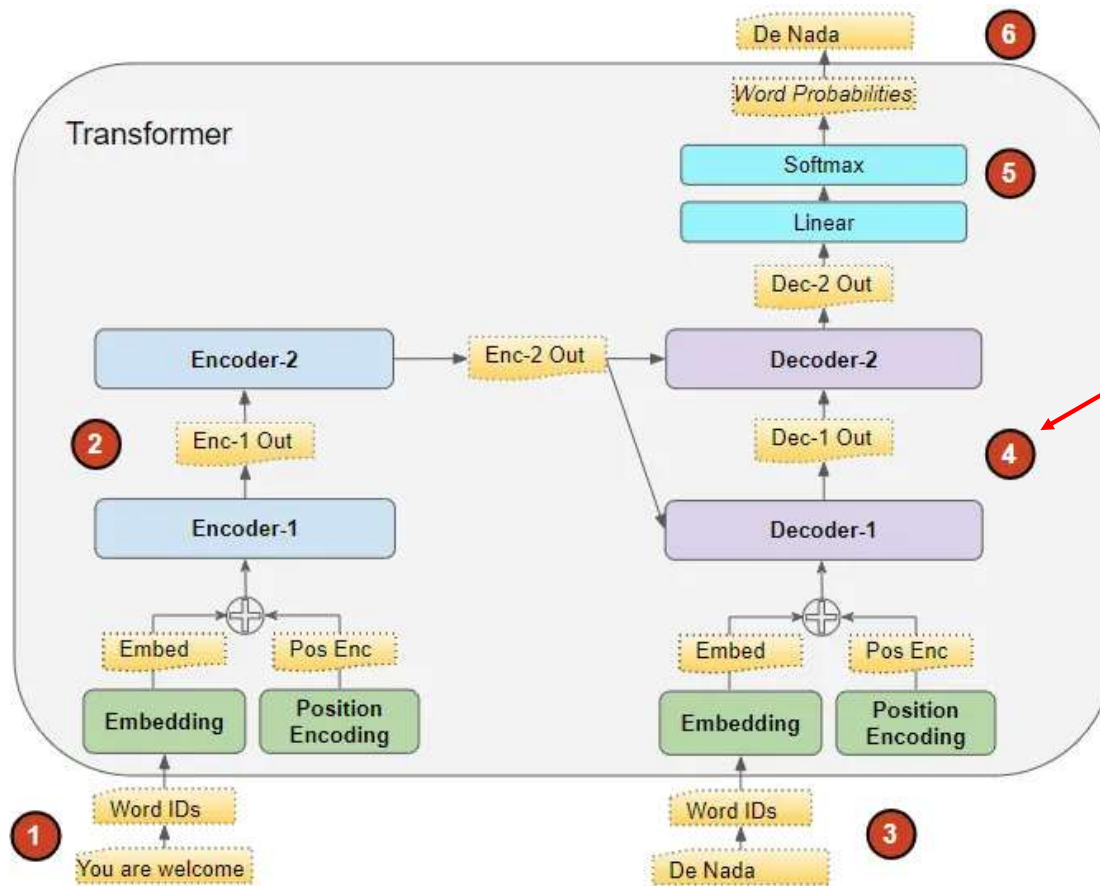 De Nada
6
Word Probabilities
Transformer
Softmax
5
Linear
Dec-2 Out
Encoder-2
Enc-2 Out
Decoder-2
2
Enc-1 Out
Dec-1 Out
4
Encoder-1
Decoder-1
Embed
Pos Enc
Embed
Pos Enc
Embedding
Position
Encoding
Embedding
Position
Encoding
1
Word IDs
Word IDs
3
You are welcome
De Nada